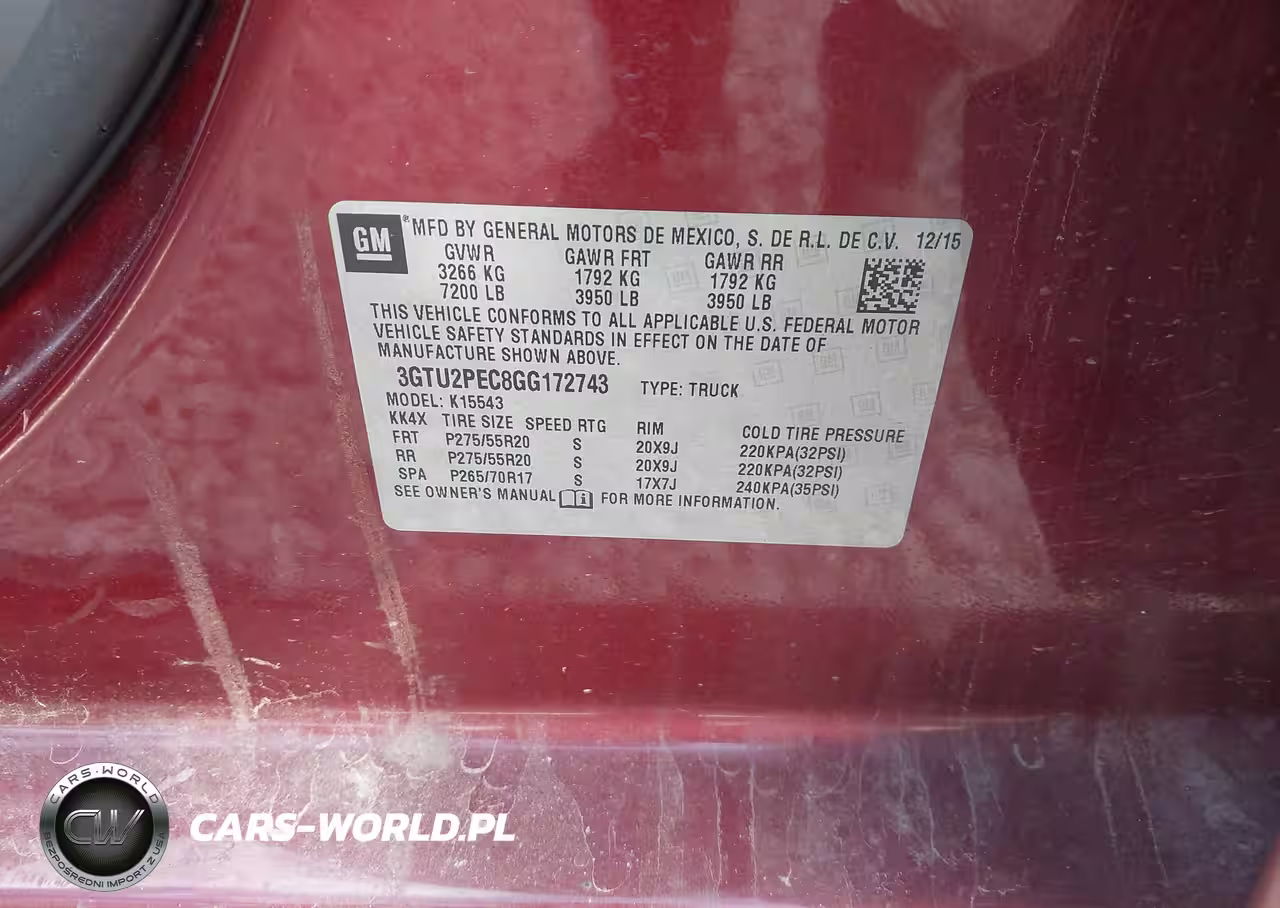 GM
® MFD BY GENERAL MOTORS DE MEXICO, S. DE R.L. DE C.V. 12/15
GVWR GAWR FRT GAWR RR
3266 KG 1792 KG 1792 KG
7200 LB 3950 LB 3950 LB
THIS VEHICLE CONFORMS TO ALL APPLICABLE U.S. FEDERAL MOTOR
VEHICLE SAFETY STANDARDS IN EFFECT ON THE DATE OF
MANUFACTURE SHOWN ABOVE.
3GTU2PEC8GG172743 TYPE: TRUCK
MODEL: K15543
KK4X TIRE SIZE SPEED RTG RIM COLD TIRE PRESSURE
FRT P275/55R20 S 20X9J 220KPA(32PSI)
RR P275/55R20 S 20X9J 220KPA(32PSI)
SPA P265/70R17 S 17X7J 240KPA(35PSI)
SEE OWNER'S MANUAL FOR MORE INFORMATION.
CARS-WORLD
CW
BEZPOŚREDNI IMPORT Z USA
CARS-WORLD.PL